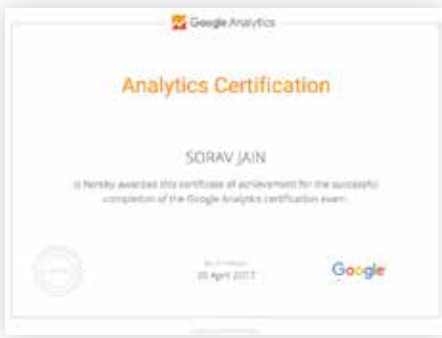 Google Analytics
Analytics Certification
SORAV JAIN
is hereby awarded this certificate of achievement for the successful
completion of the Google Analytics certification exam
20 April 2017
Google